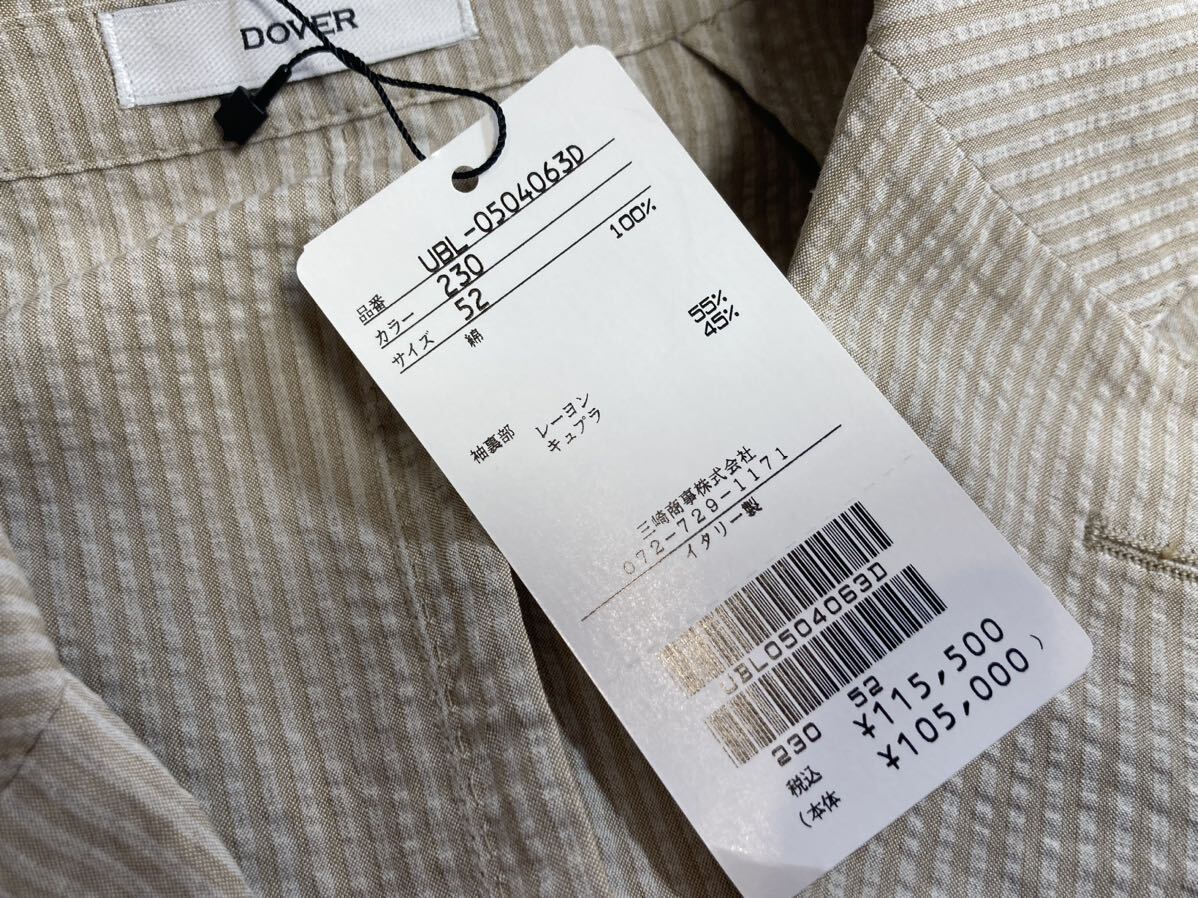 DOVER
品番 UBL-0504063D
カラー 230
サイズ 52
綿 100%
袖裏部 レーヨン 55%
キュプラ 45%
三崎商事株式会社
072-729-1171
イタリー製
UBL0504063D
230 52
税込 ¥115,500
(本体 ¥105,000)